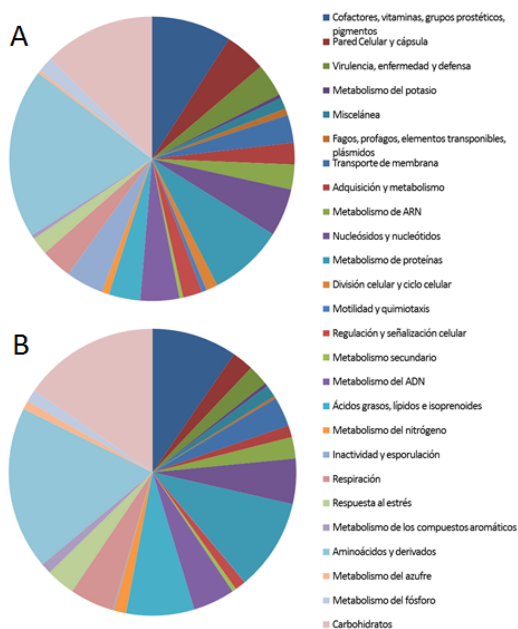 A
B
Cofactores, vitaminas, grupos prostéticos,
pigmentos
Pared Celular y cápsula
Virulencia, enfermedad y defensa
Metabolismo del potasio
Miscelánea
Fagos, profagos, elementos transponibles,
plásmidos
Transporte de membrana
Adquisición y metabolismo
Metabolismo de ARN
Nucleósidos y nucleótidos
Metabolismo de proteínas
División celular y ciclo celular
Motilidad y quimiotaxis
Regulación y señalización celular
Metabolismo secundario
Metabolismo del ADN
Ácidos grasos, lípidos e isoprenoides
Metabolismo del nitrógeno
Inactividad y esporulación
Respiración
Respuesta al estrés
Metabolismo de los compuestos aromáticos
Aminoácidos y derivados
Metabolismo del azufre
Metabolismo del fósforo
Carbohidratos